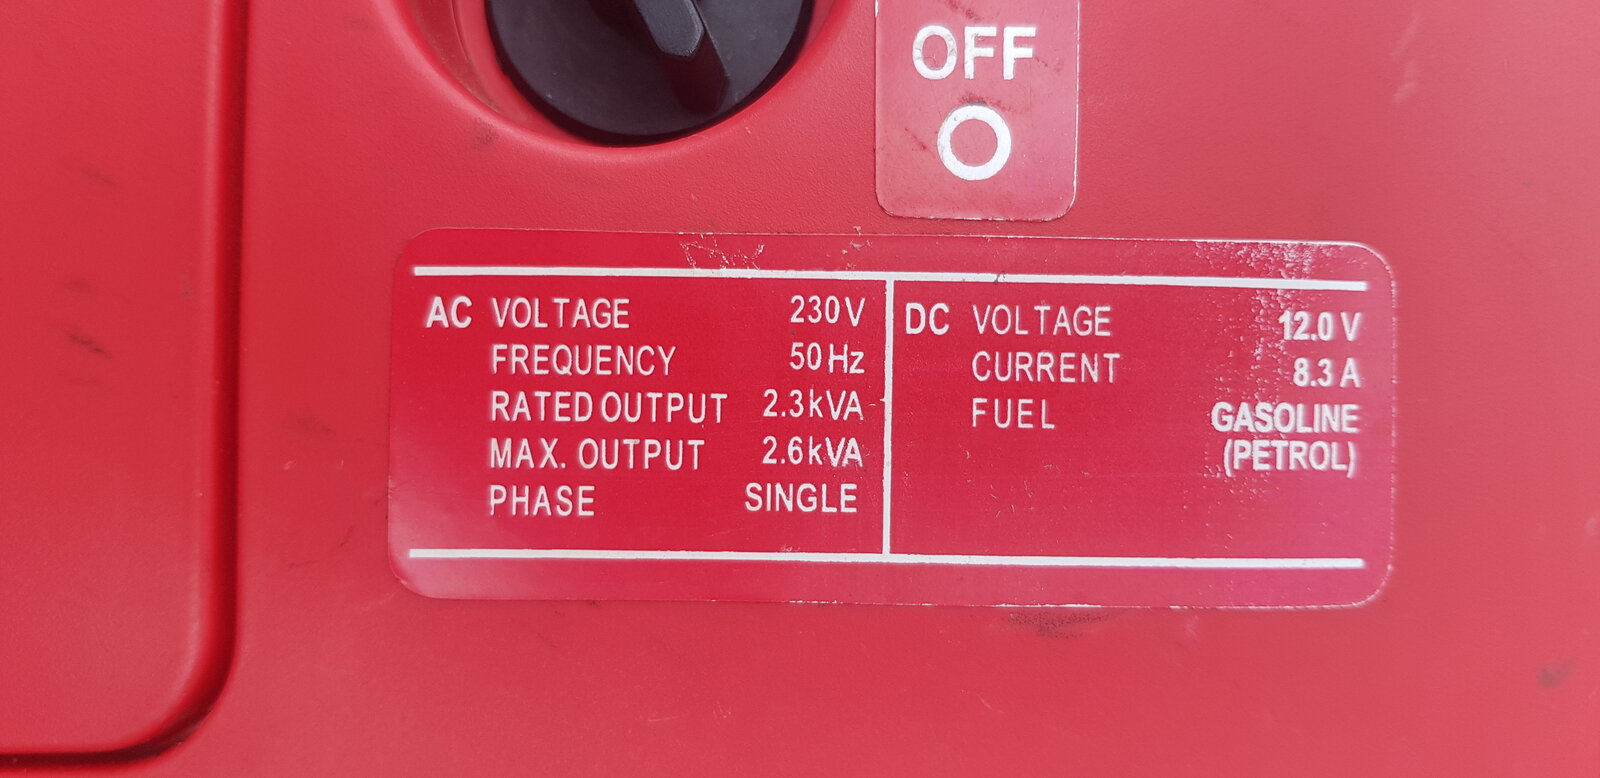 OFF
AC VOLTAGE 230V
FREQUENCY 50Hz
RATED OUTPUT 2.3kVA
MAX. OUTPUT 2.6kVA
PHASE SINGLE
DC VOLTAGE 12.0 V
CURRENT 8.3 A
FUEL GASOLINE
(PETROL)